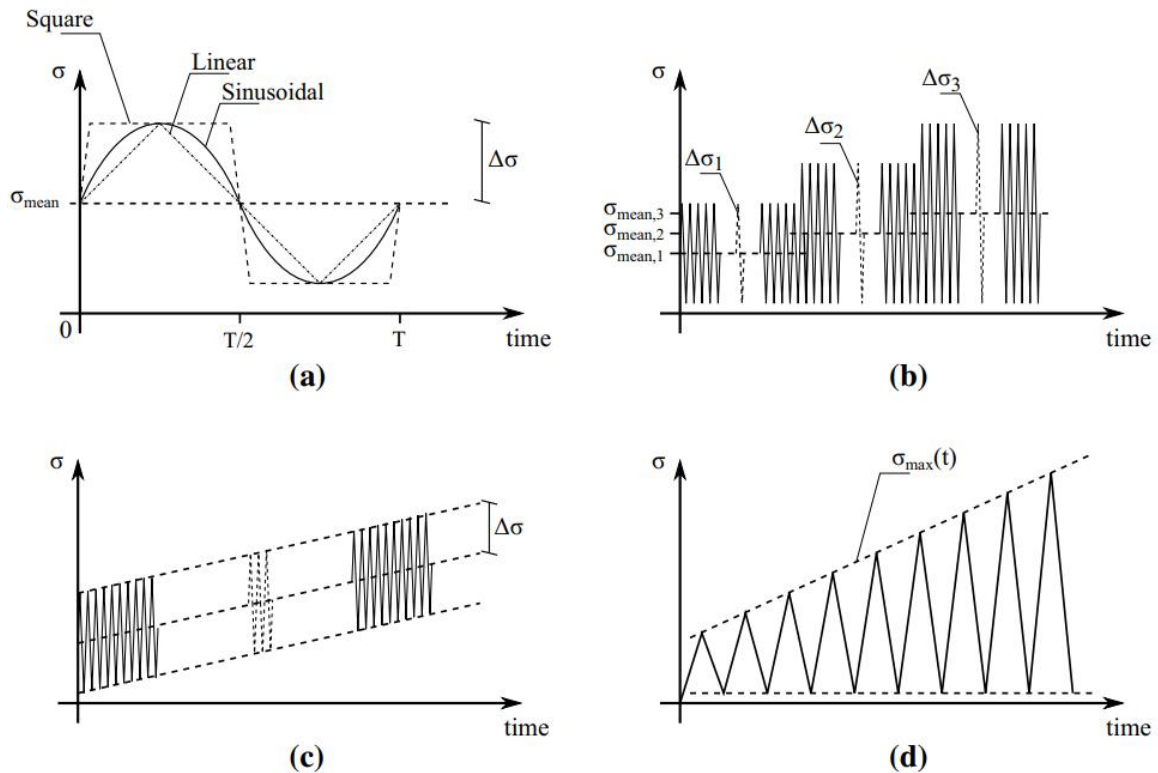 Square
Linear
Sinusoidal
σ
Δσ
σmean
0
T/2
T
time
(a)
σ
Δσ3
Δσ2
Δσ1
σmean,3
σmean,2
σmean,1
time
(b)
σ
Δσ
time
(c)
σ
σmax(t)
time
(d)